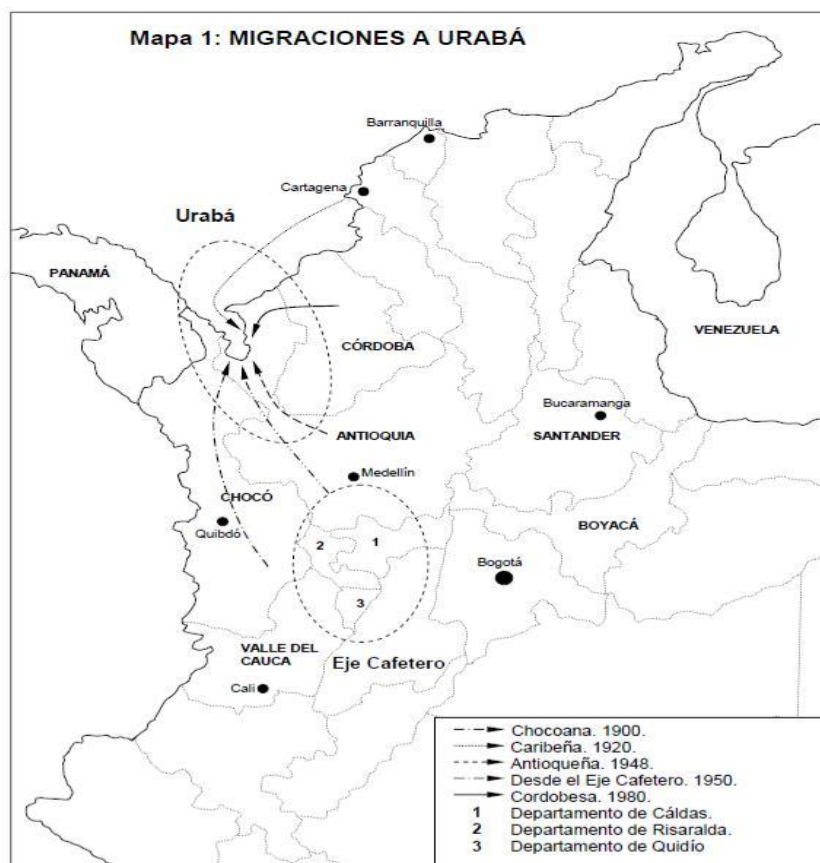 Mapa 1: MIGRACIONES A URABÁ
Barranquilla
Cartagena
Urabá
PANAMÁ
VENEZUELA
CÓRDOBA
Bucaramanga
ANTIOQUIA
SANTANDER
Medellín
CHOCÓ
BOYACÁ
Quibdó
2
1
Bogotá
3
VALLE DEL
CAUCA
Eje Cafetero
Cali
Chocoana. 1900.
Caribeña. 1920.
Antioqueña. 1948.
Desde el Eje Cafetero. 1950.
Cordobesa. 1980.
1 Departamento de Cáldas.
2 Departamento de Risaralda.
3 Departamento de Quidío